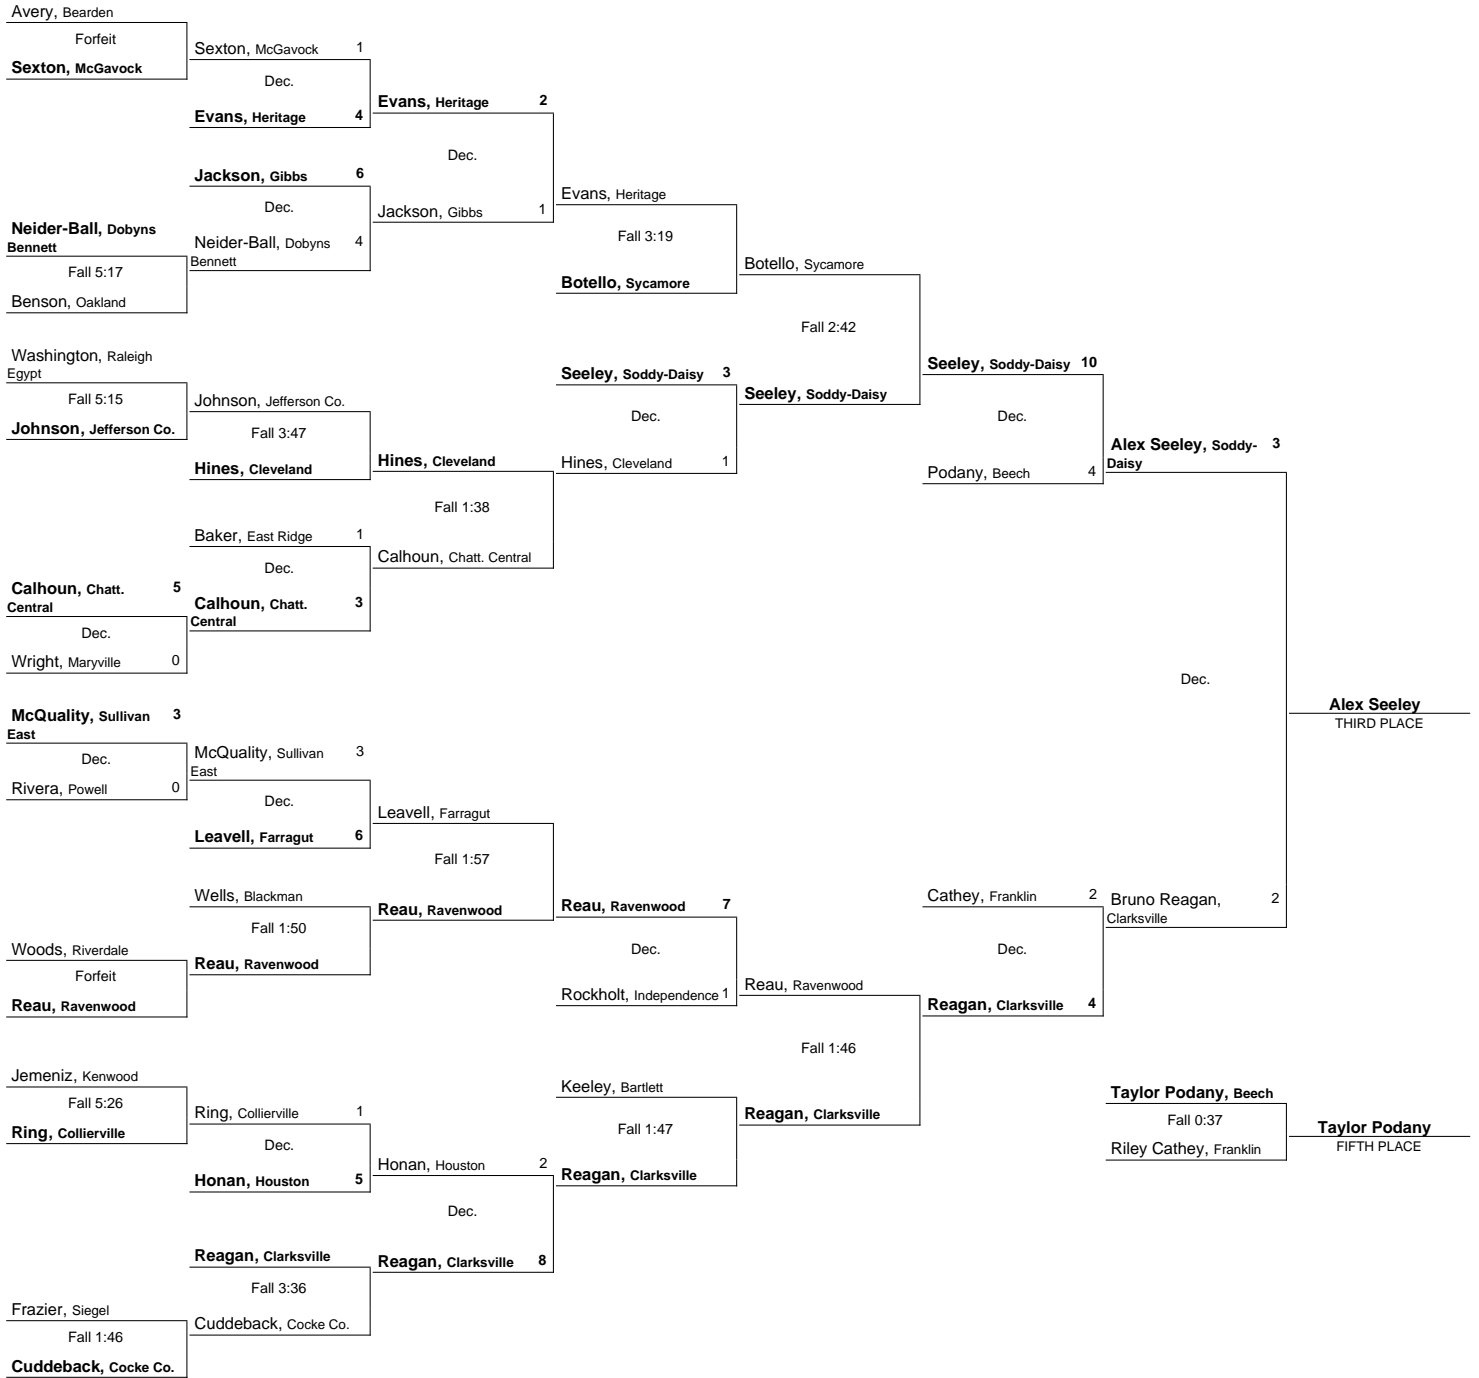 Avery, Bearden
Forfeit
Sexton, McGavock
Sexton, McGavock 1
Dec.
Evans, Heritage 4
Evans, Heritage 2
Dec.
Jackson, Gibbs 6
Dec.
Neider-Ball, Dobyns
Bennett
Fall 5:17
Benson, Oakland
Neider-Ball, Dobyns 4
Bennett
Jackson, Gibbs 1
Evans, Heritage
Fall 3:19
Botello, Sycamore
Botello, Sycamore
Fall 2:42
Washington, Raleigh
Egypt
Fall 5:15
Johnson, Jefferson Co.
Johnson, Jefferson Co.
Fall 3:47
Hines, Cleveland
Hines, Cleveland
Fall 1:38
Seeley, Soddy-Daisy 3
Dec.
Hines, Cleveland 1
Seeley, Soddy-Daisy
Seeley, Soddy-Daisy 10
Dec.
Podany, Beech 4
Alex Seeley, Soddy- 3
Daisy
Baker, East Ridge 1
Dec.
Calhoun, Chatt. 3
Central
Calhoun, Chatt. Central
Calhoun, Chatt. 5
Central
Dec.
Wright, Maryville 0
Dec.
Alex Seeley
THIRD PLACE
McQuality, Sullivan 3
East
Dec.
Rivera, Powell 0
McQuality, Sullivan 3
East
Dec.
Leavell, Farragut 6
Leavell, Farragut
Fall 1:57
Wells, Blackman
Fall 1:50
Reau, Ravenwood
Reau, Ravenwood
Woods, Riverdale
Forfeit
Reau, Ravenwood
Reau, Ravenwood 7
Dec.
Rockholt, Independence 1
Reau, Ravenwood
Fall 1:46
Cathey, Franklin 2
Dec.
Reagan, Clarksville 4
Bruno Reagan, 2
Clarksville
Jemeniz, Kenwood
Fall 5:26
Ring, Collierville
Ring, Collierville 1
Dec.
Honan, Houston 5
Honan, Houston 2
Dec.
Keeley, Bartlett
Fall 1:47
Reagan, Clarksville
Reagan, Clarksville
Reagan, Clarksville
Fall 3:36
Cuddeback, Cocke Co.
Reagan, Clarksville 8
Frazier, Siegel
Fall 1:46
Cuddeback, Cocke Co.
Taylor Podany, Beech
Fall 0:37
Riley Cathey, Franklin
Taylor Podany
FIFTH PLACE